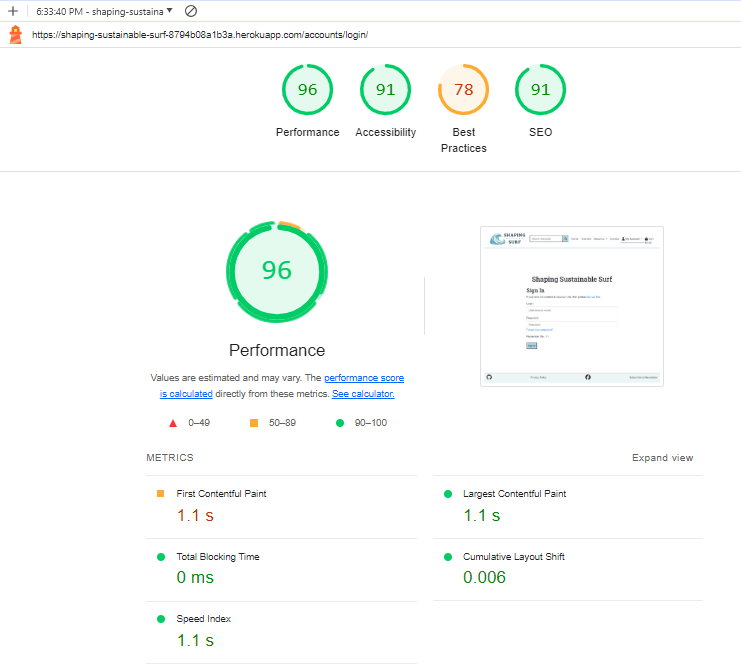 6:33:40 PM - shaping-sustaina
https://shaping-sustainable-surf-8794b08a1b3a.herokuapp.com/accounts/login/
96
91
78
91
Performance
Accessibility
Best
Practices
SEO
96
SHAPING
SURF
Shaping Sustainable Surf
Sign In
Performance
Values are estimated and may vary. The performance score
is calculated directly from these metrics. See calculator.
0–49
50–89
90–100
METRICS
Expand view
First Contentful Paint
1.1 s
Largest Contentful Paint
1.1 s
Total Blocking Time
0 ms
Cumulative Layout Shift
0.006
Speed Index
1.1 s